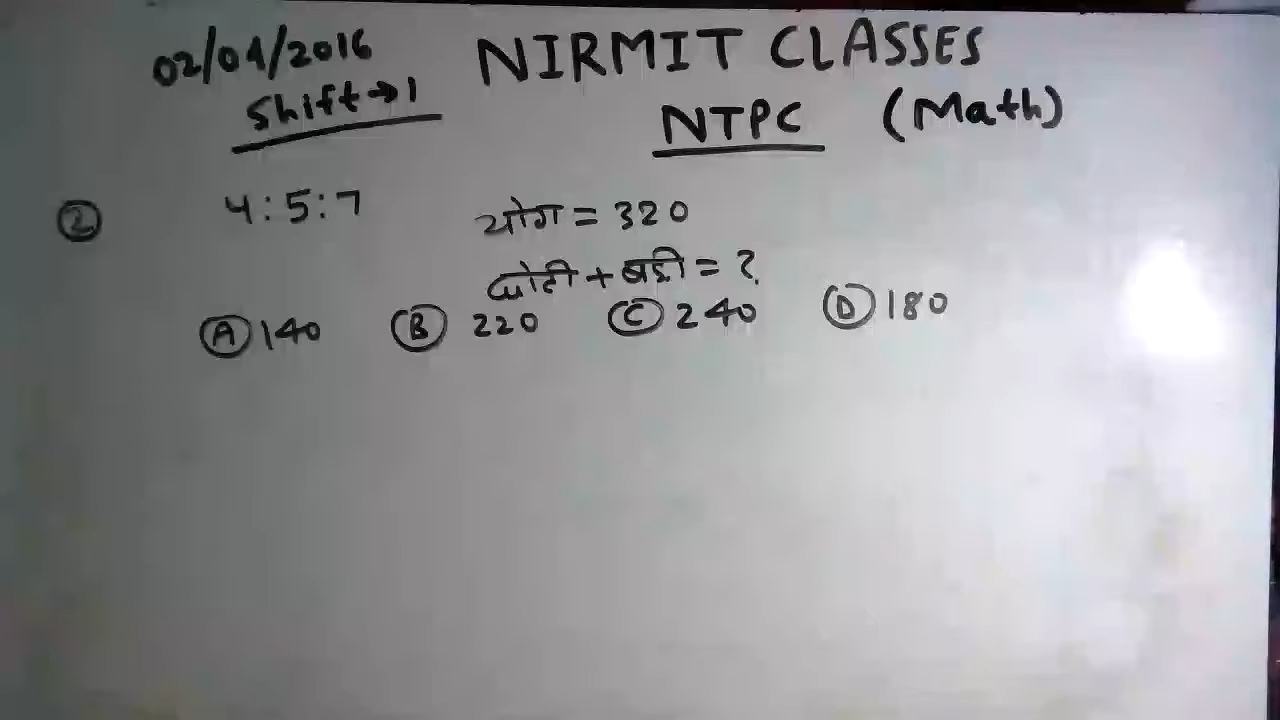 02/04/2016 NIRMIT CLASSES
Shift→1 NTPC (Math)
② 4:5:7 योग = 320
छोटी + बड़ी = ?
Ⓐ 140 Ⓑ 220 Ⓒ 240 Ⓓ 180